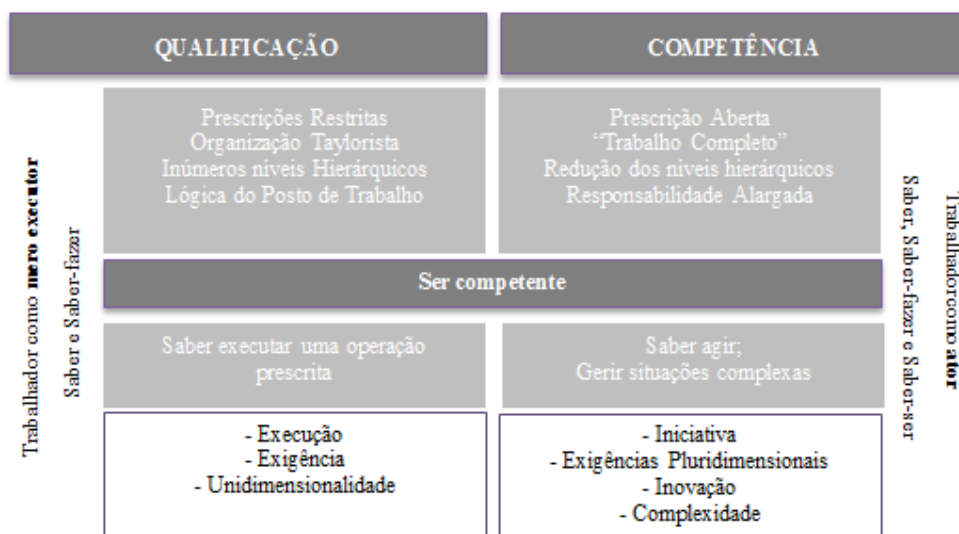 QUALIFICAÇÃO
COMPETÊNCIA
Trabalhador como mero executor
Saber e Saber-fazer
Prescrições Restritas
Organização Taylorista
Inúmeros níveis Hierárquicos
Lógica do Posto de Trabalho
Prescrição Aberta
“Trabalho Completo”
Redução dos níveis hierárquicos
Responsabilidade Alargada
Saber, Saber-fazer e Saber-ser
Trabalhador como ator
Ser competente
Saber executar uma operação
prescrita
Saber agir;
Gerir situações complexas
- Execução
- Exigência
- Unidimensionalidade
- Iniciativa
- Exigências Pluridimensionais
- Inovação
- Complexidade